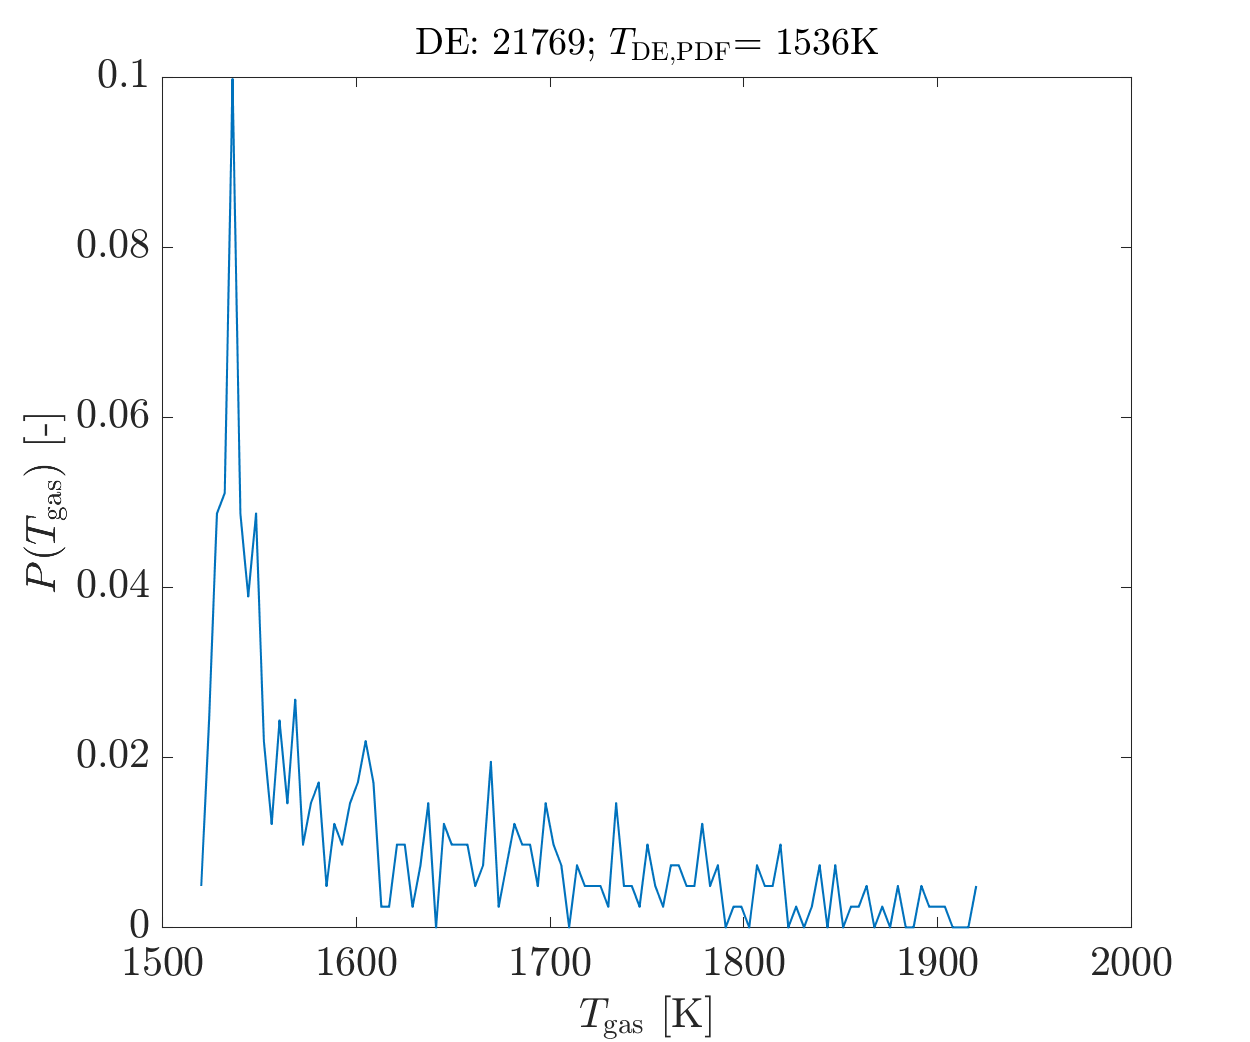 DE: 21769; T_DE,PDF = 1536K
0.1
0.08
0.06
0.04
0.02
0
P(T_gas) [-]
1500 1600 1700 1800 1900 2000
T_gas [K]